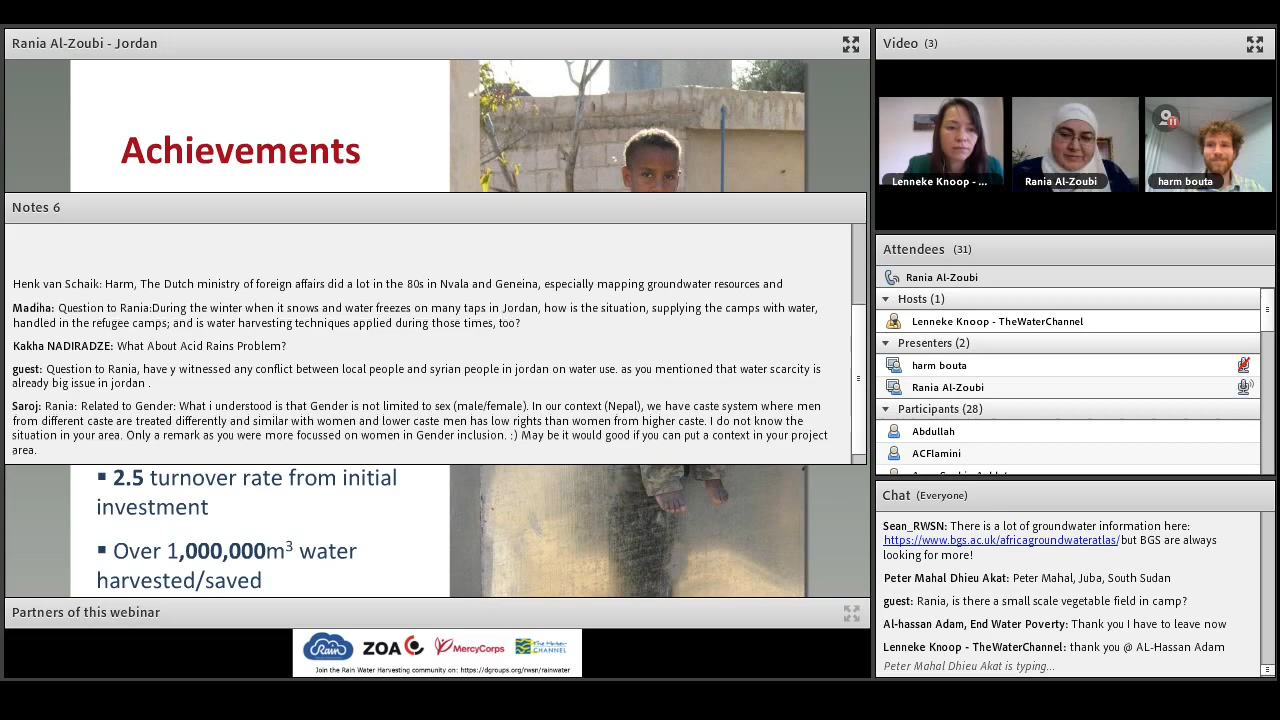 Rania Al-Zoubi - Jordan
Achievements
Notes 6
Henk van Schaik: Harm, The Dutch ministry of foreign affairs did a lot in the 80s in Nvala and Geneina, especially mapping groundwater resources and
Madiha: Question to Rania:During the winter when it snows and water freezes on many taps in Jordan, how is the situation, supplying the camps with water,
handled in the refugee camps; and is water harvesting techniques applied during those times, too?
Kakha NADIRADZE: What About Acid Rains Problem?
guest: Question to Rania, have y witnessed any conflict between local people and syrian people in jordan on water use. as you mentioned that water scarcity is
already big issue in jordan .
Saroj: Rania: Related to Gender: What i understood is that Gender is not limited to sex (male/female). In our context (Nepal), we have caste system where men
from different caste are treated differently and similar with women and lower caste men has low rights than women from higher caste. I do not know the
situation in your area. Only a remark as you were more focussed on women in Gender inclusion. :) May be it would good if you can put a context in your project
area.
▪ 2.5 turnover rate from initial
investment
▪ Over 1,000,000m³ water
harvested/saved
Partners of this webinar
Rain
ZOA
MercyCorps
CHANNEL
Join the Rain Water Harvesting community on: https://dgroups.org/rwsn/rainwater
Video (3)
Lenneke Knoop - ...
Rania Al-Zoubi
harm bouta
Attendees (31)
Rania Al-Zoubi
Hosts (1)
Lenneke Knoop - TheWaterChannel
Presenters (2)
harm bouta
Rania Al-Zoubi
Participants (28)
Abdullah
ACFlamini
Chat (Everyone)
Sean_RWSN: There is a lot of groundwater information here:
https://www.bgs.ac.uk/africagroundwateratlas/ but BGS are always
looking for more!
Peter Mahal Dhieu Akat: Peter Mahal, Juba, South Sudan
guest: Rania, is there a small scale vegetable field in camp?
Al-hassan Adam, End Water Poverty: Thank you I have to leave now
Lenneke Knoop - TheWaterChannel: thank you @ AL-Hassan Adam
Peter Mahal Dhieu Akat is typing...